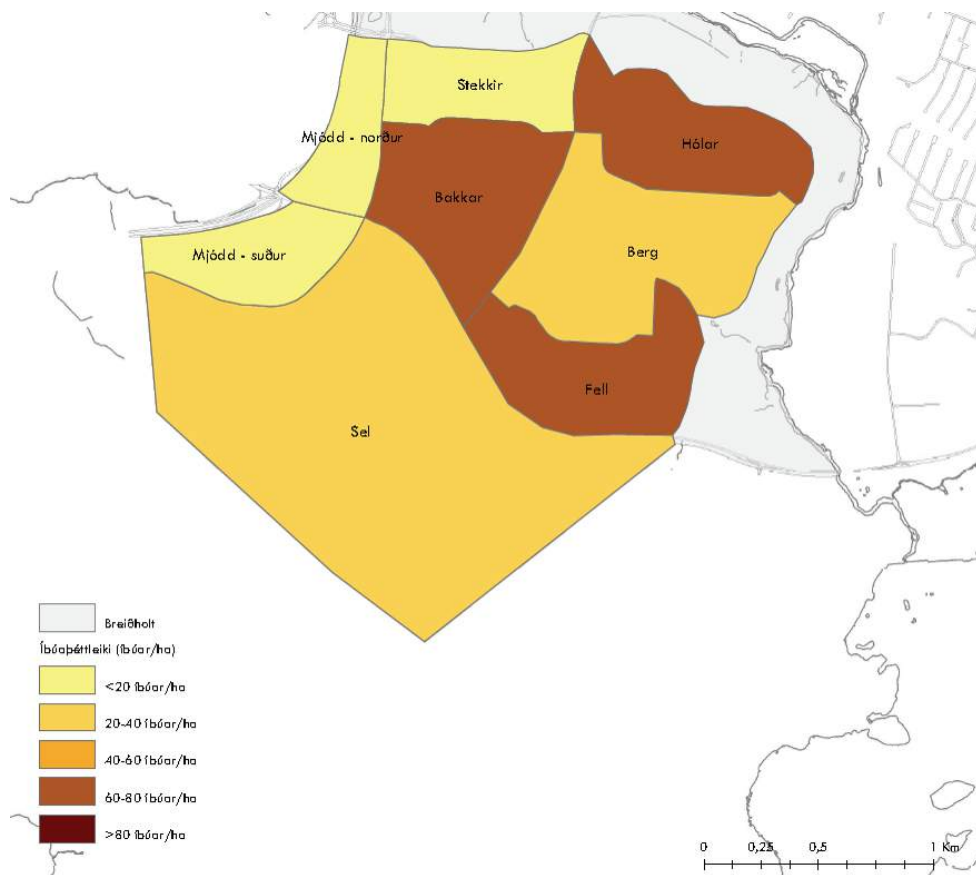 Stekkir
Mjódd - norður
Hólar
Bakkar
Berg
Mjódd - suður
Fell
Sel
Breiðholt
Íbúaþéttleiki (íbúar/ha)
<20 íbúar/ha
20-40 íbúar/ha
40-60 íbúar/ha
60-80 íbúar/ha
>80 íbúar/ha
0 0,25 0,5 1 Km